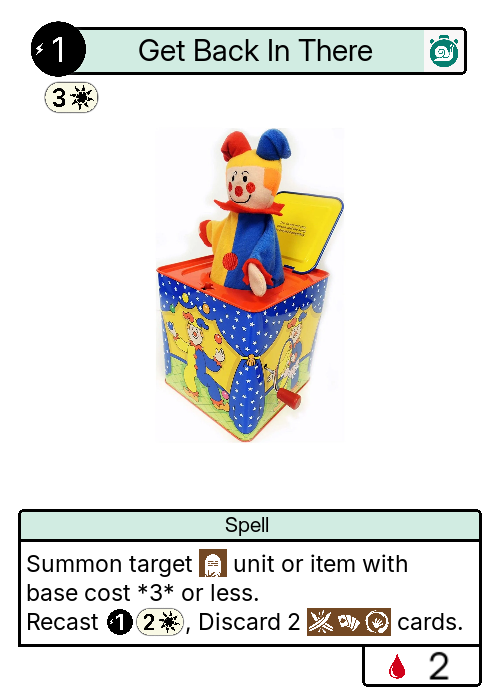 1 Get Back In There
3
Spell
Summon target unit or item with
base cost *3* or less.
Recast 1 2, Discard 2 cards.
2